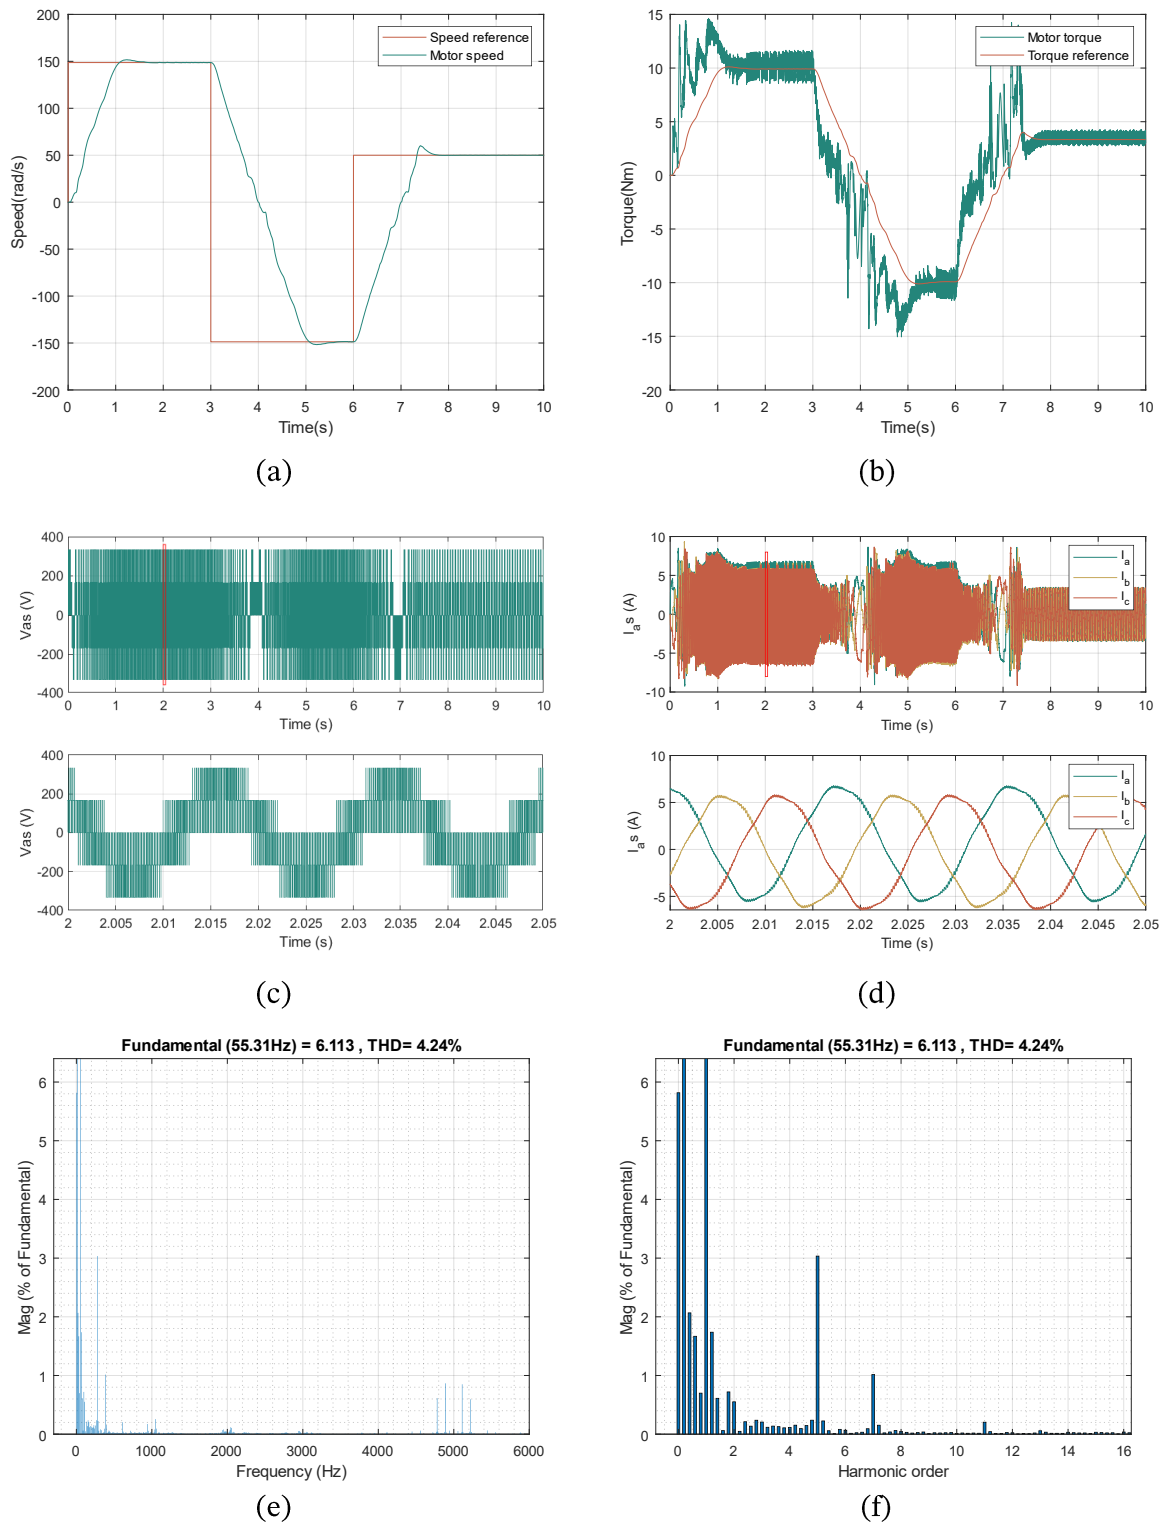 200
150
100
50
0
-50
-100
-150
-200
Speed(rad/s)
Speed reference
Motor speed
0 1 2 3 4 5 6 7 8 9 10
Time(s)
(a)
15
10
5
0
-5
-10
-15
-20
Torque(Nm)
Motor torque
Torque reference
0 1 2 3 4 5 6 7 8 9 10
Time(s)
(b)
400
200
0
-200
-400
Vas (V)
0 1 2 3 4 5 6 7 8 9 10
Time (s)
400
200
0
-200
-400
Vas (V)
2 2.005 2.01 2.015 2.02 2.025 2.03 2.035 2.04 2.045 2.05
Time (s)
(c)
10
5
0
-5
-10
I_a s (A)
I_a
I_b
I_c
0 1 2 3 4 5 6 7 8 9 10
Time (s)
10
5
0
-5
I_a s (A)
I_a
I_b
I_c
2 2.005 2.01 2.015 2.02 2.025 2.03 2.035 2.04 2.045 2.05
Time (s)
(d)
Fundamental (55.31Hz) = 6.113 , THD= 4.24%
6
5
4
3
2
1
0
Mag (% of Fundamental)
0 1000 2000 3000 4000 5000 6000
Frequency (Hz)
(e)
Fundamental (55.31Hz) = 6.113 , THD= 4.24%
6
5
4
3
2
1
0
Mag (% of Fundamental)
0 2 4 6 8 10 12 14 16
Harmonic order
(f)